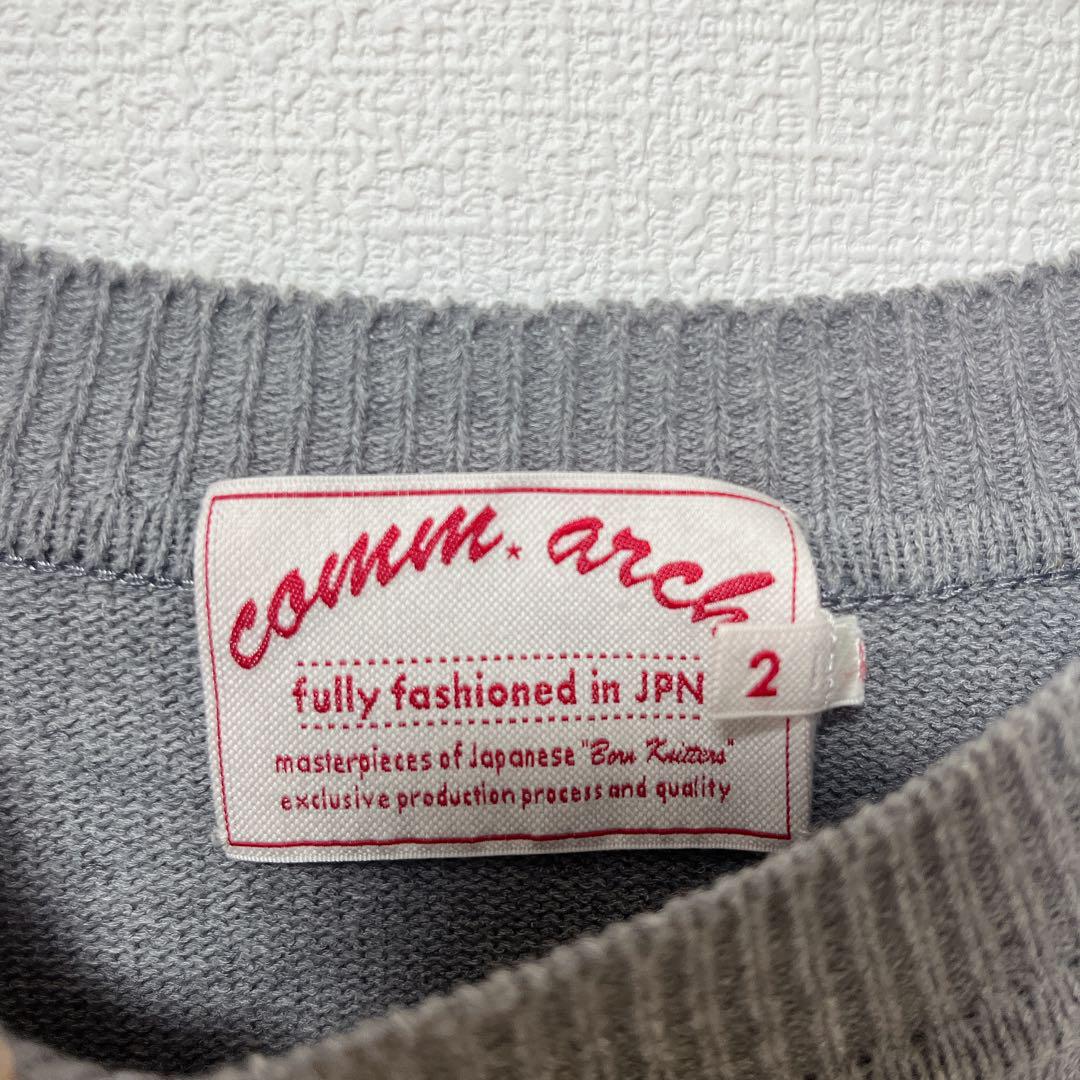 comm. arch.
fully fashioned in JPN
2
masterpieces of Japanese "Born Knitters"
exclusive production process and quality